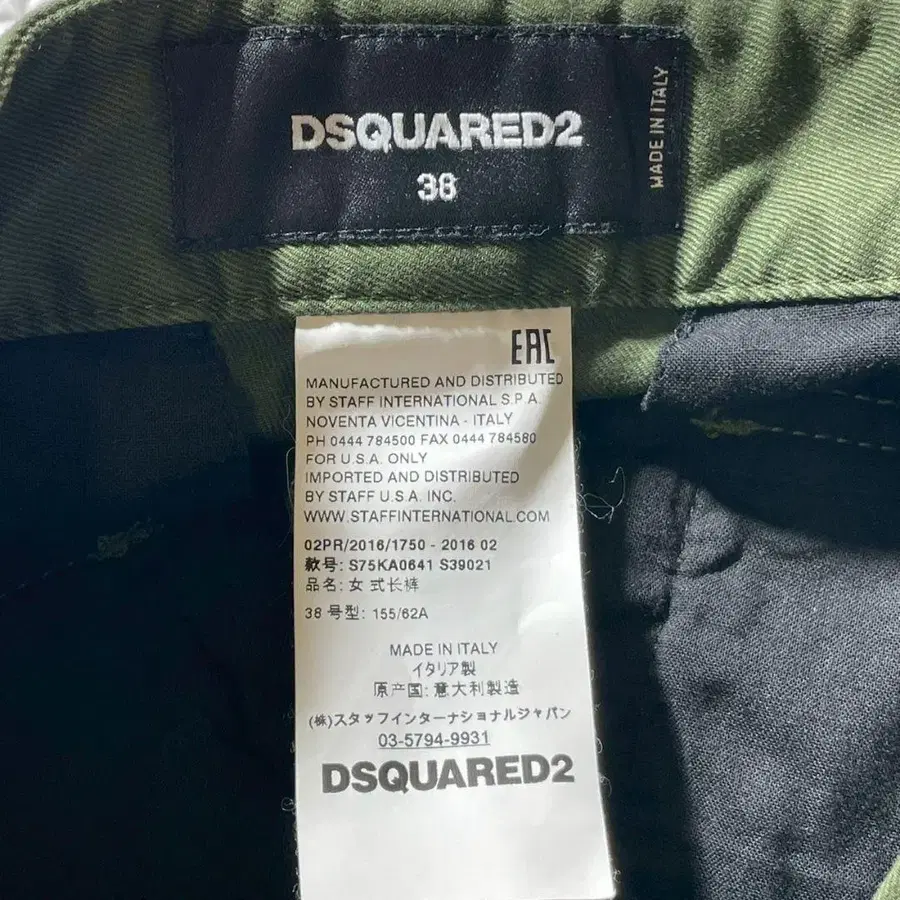 DSQUARED2
38
MADE IN ITALY
EAC
MANUFACTURED AND DISTRIBUTED
BY STAFF INTERNATIONAL S.P.A.
NOVENTA VICENTINA - ITALY
PH 0444 784500 FAX 0444 784580
FOR U.S.A. ONLY
IMPORTED AND DISTRIBUTED
BY STAFF U.S.A. INC.
WWW.STAFFINTERNATIONAL.COM
02PR/2016/1750 - 2016 02
款号: S75KA0641 S39021
品名: 女 式长裤
38 号型: 155/62A
MADE IN ITALY
イタリア製
原产国: 意大利製造
(株)スタッフインターナショナルジャパン
03-5794-9931
DSQUARED2